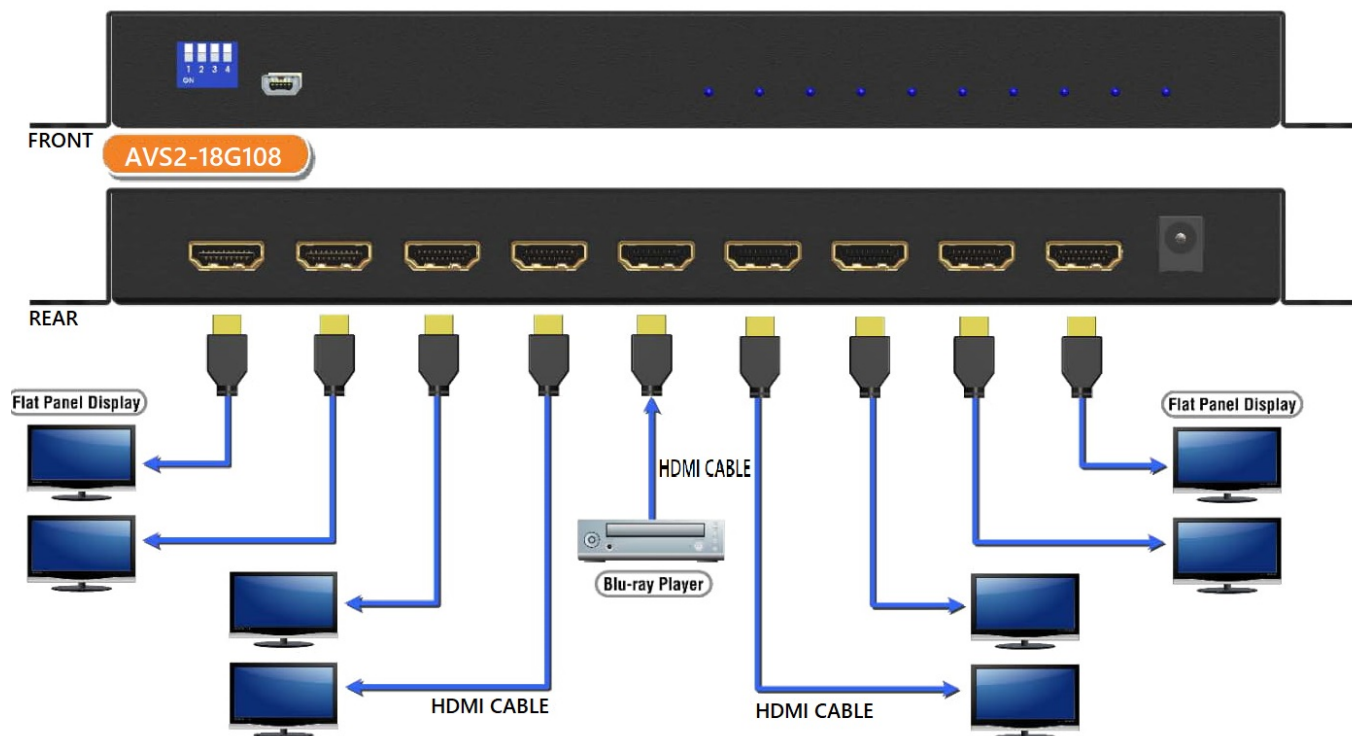 1 2 3 4
ON
FRONT
AVS2-18G108
REAR
Flat Panel Display
Flat Panel Display
HDMI CABLE
Blu-ray Player
HDMI CABLE
HDMI CABLE